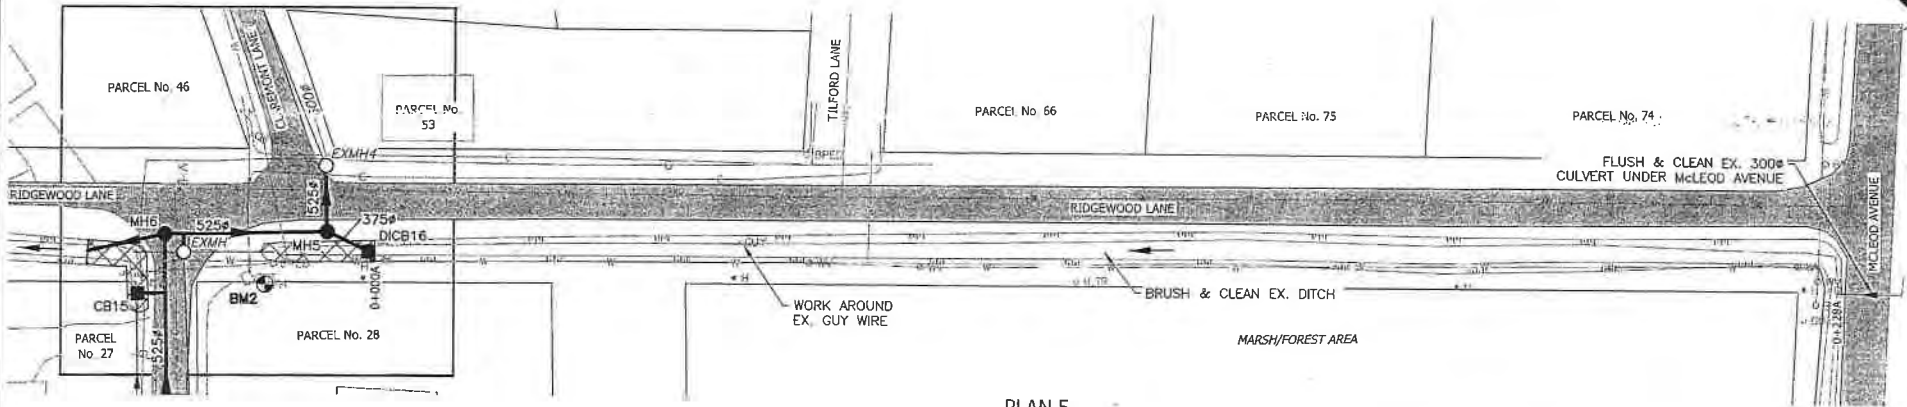 PARCEL No. 46
CLAREMONT LANE
300ø
PARCEL No.
53
TILFORD LANE
PARCEL No. 66
PARCEL No. 75
PARCEL No. 74
EXMH4
BPED
FLUSH & CLEAN EX. 300ø
CULVERT UNDER McLEOD AVENUE
RIDGEWOOD LANE
525ø
375ø
RIDGEWOOD LANE
MCLEOD AVENUE
MH6
525ø
EXMH
MH5
DICB16
GUY
0+000A
CB15
BM2
WORK AROUND
EX. GUY WIRE
BRUSH & CLEAN EX. DITCH
0+229A
PARCEL
No 27
525ø
PARCEL No. 28
MARSH/FOREST AREA
PLAN F